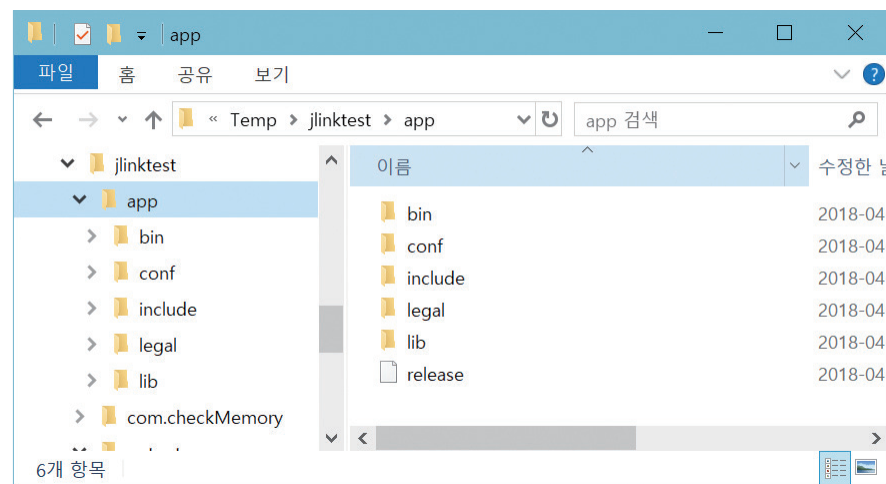 app
파일 홈 공유 보기
« Temp > jlinktest > app
app 검색
jlinktest
app
bin
conf
include
legal
lib
com.checkMemory
이름 수정한
bin 2018-04
conf 2018-04
include 2018-04
legal 2018-04
lib 2018-04
release 2018-04
6개 항목